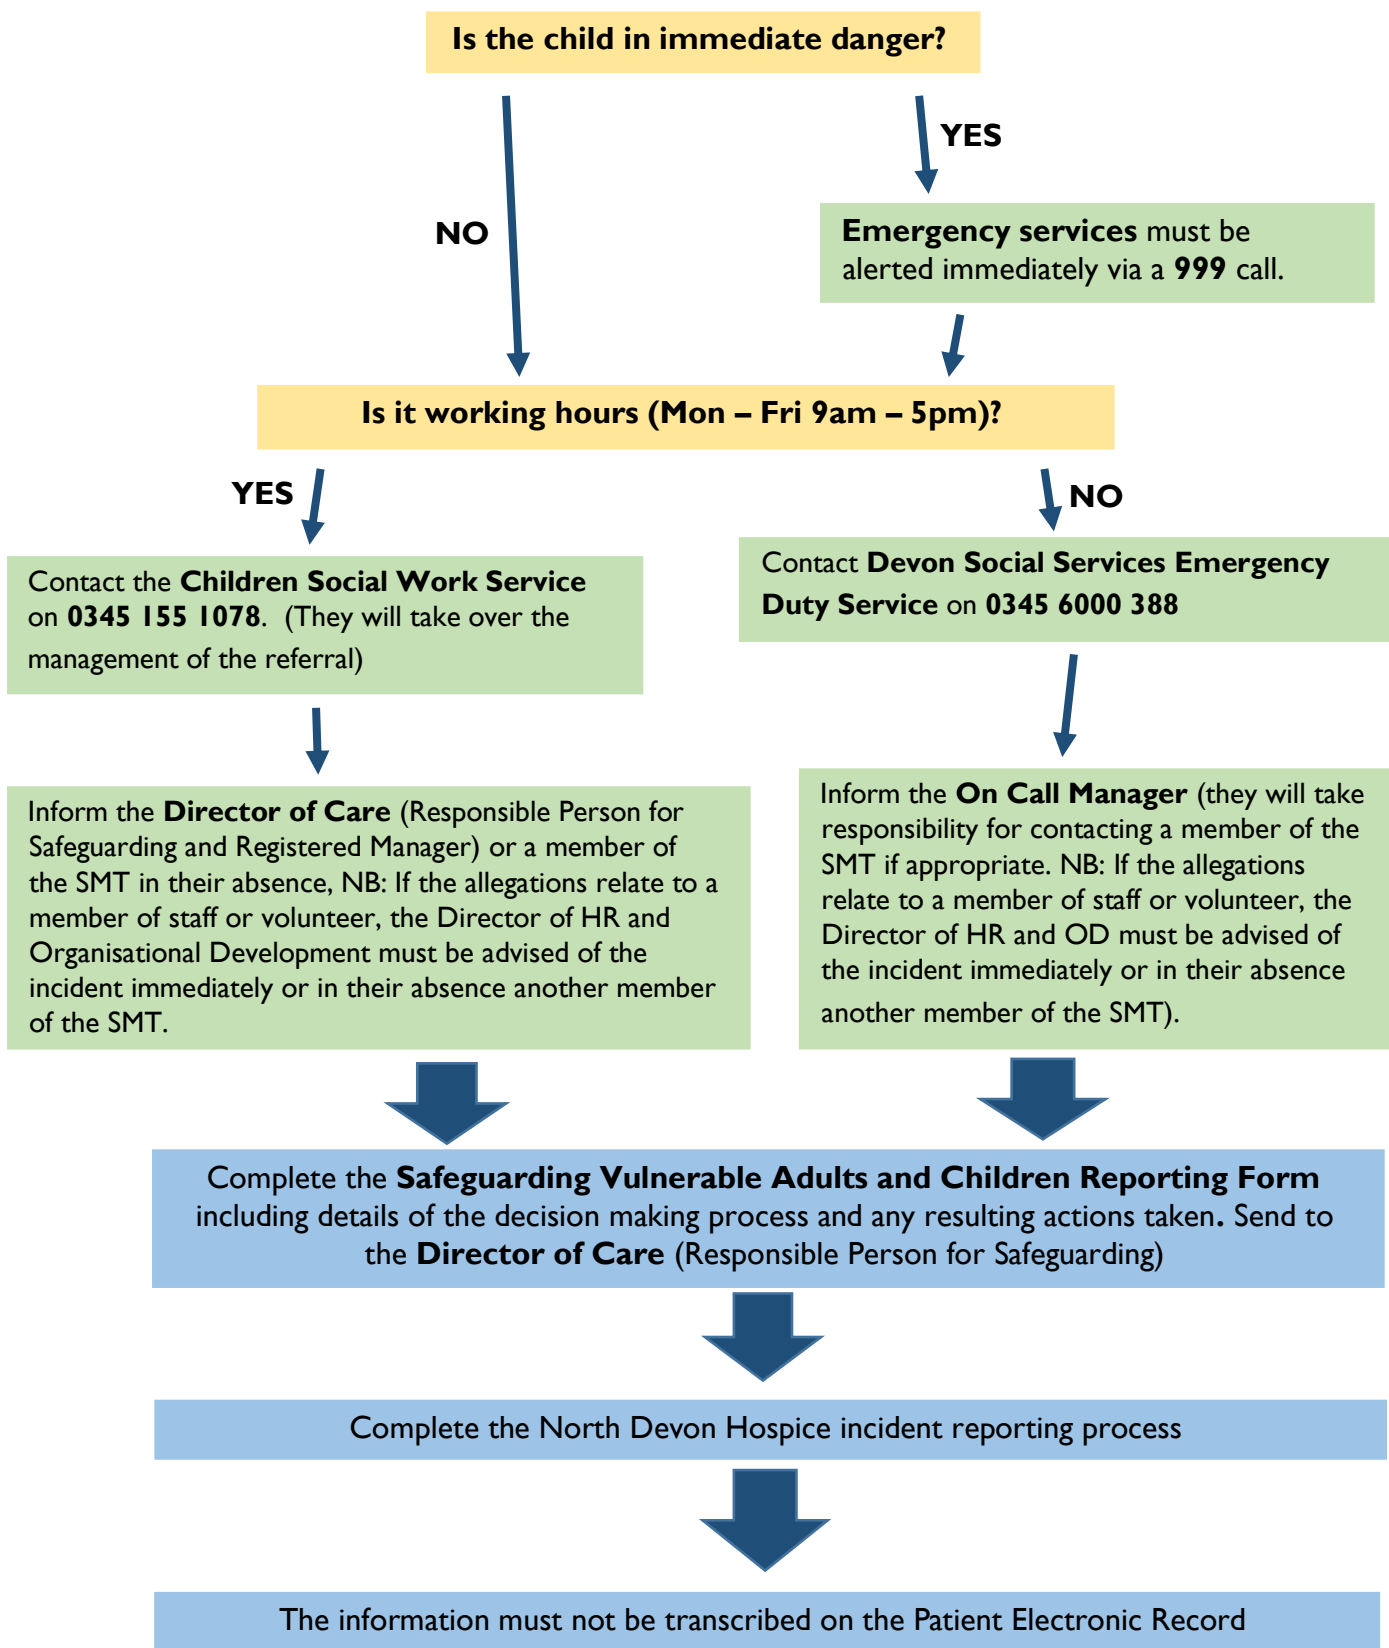 Is the child in immediate danger?
YES
NO
Emergency services must be
alerted immediately via a 999 call.
Is it working hours (Mon – Fri 9am – 5pm)?
YES
NO
Contact the Children Social Work Service
on 0345 155 1078.  (They will take over the
management of the referral)
Contact Devon Social Services Emergency
Duty Service on 0345 6000 388
Inform the Director of Care (Responsible Person for
Safeguarding and Registered Manager) or a member of
the SMT in their absence, NB: If the allegations relate to a
member of staff or volunteer, the Director of HR and
Organisational Development must be advised of the
incident immediately or in their absence another member
of the SMT.
Inform the On Call Manager (they will take
responsibility for contacting a member of the
SMT if appropriate. NB: If the allegations
relate to a member of staff or volunteer, the
Director of HR and OD must be advised of
the incident immediately or in their absence
another member of the SMT).
Complete the Safeguarding Vulnerable Adults and Children Reporting Form
including details of the decision making process and any resulting actions taken. Send to
the Director of Care (Responsible Person for Safeguarding)
Complete the North Devon Hospice incident reporting process
The information must not be transcribed on the Patient Electronic Record